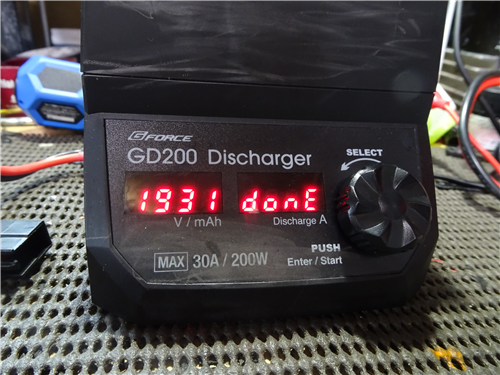 G FORCE
GD200 Discharger
SELECT
1931 donE
V / mAh Discharge A
PUSH
MAX 30A / 200W Enter / Start